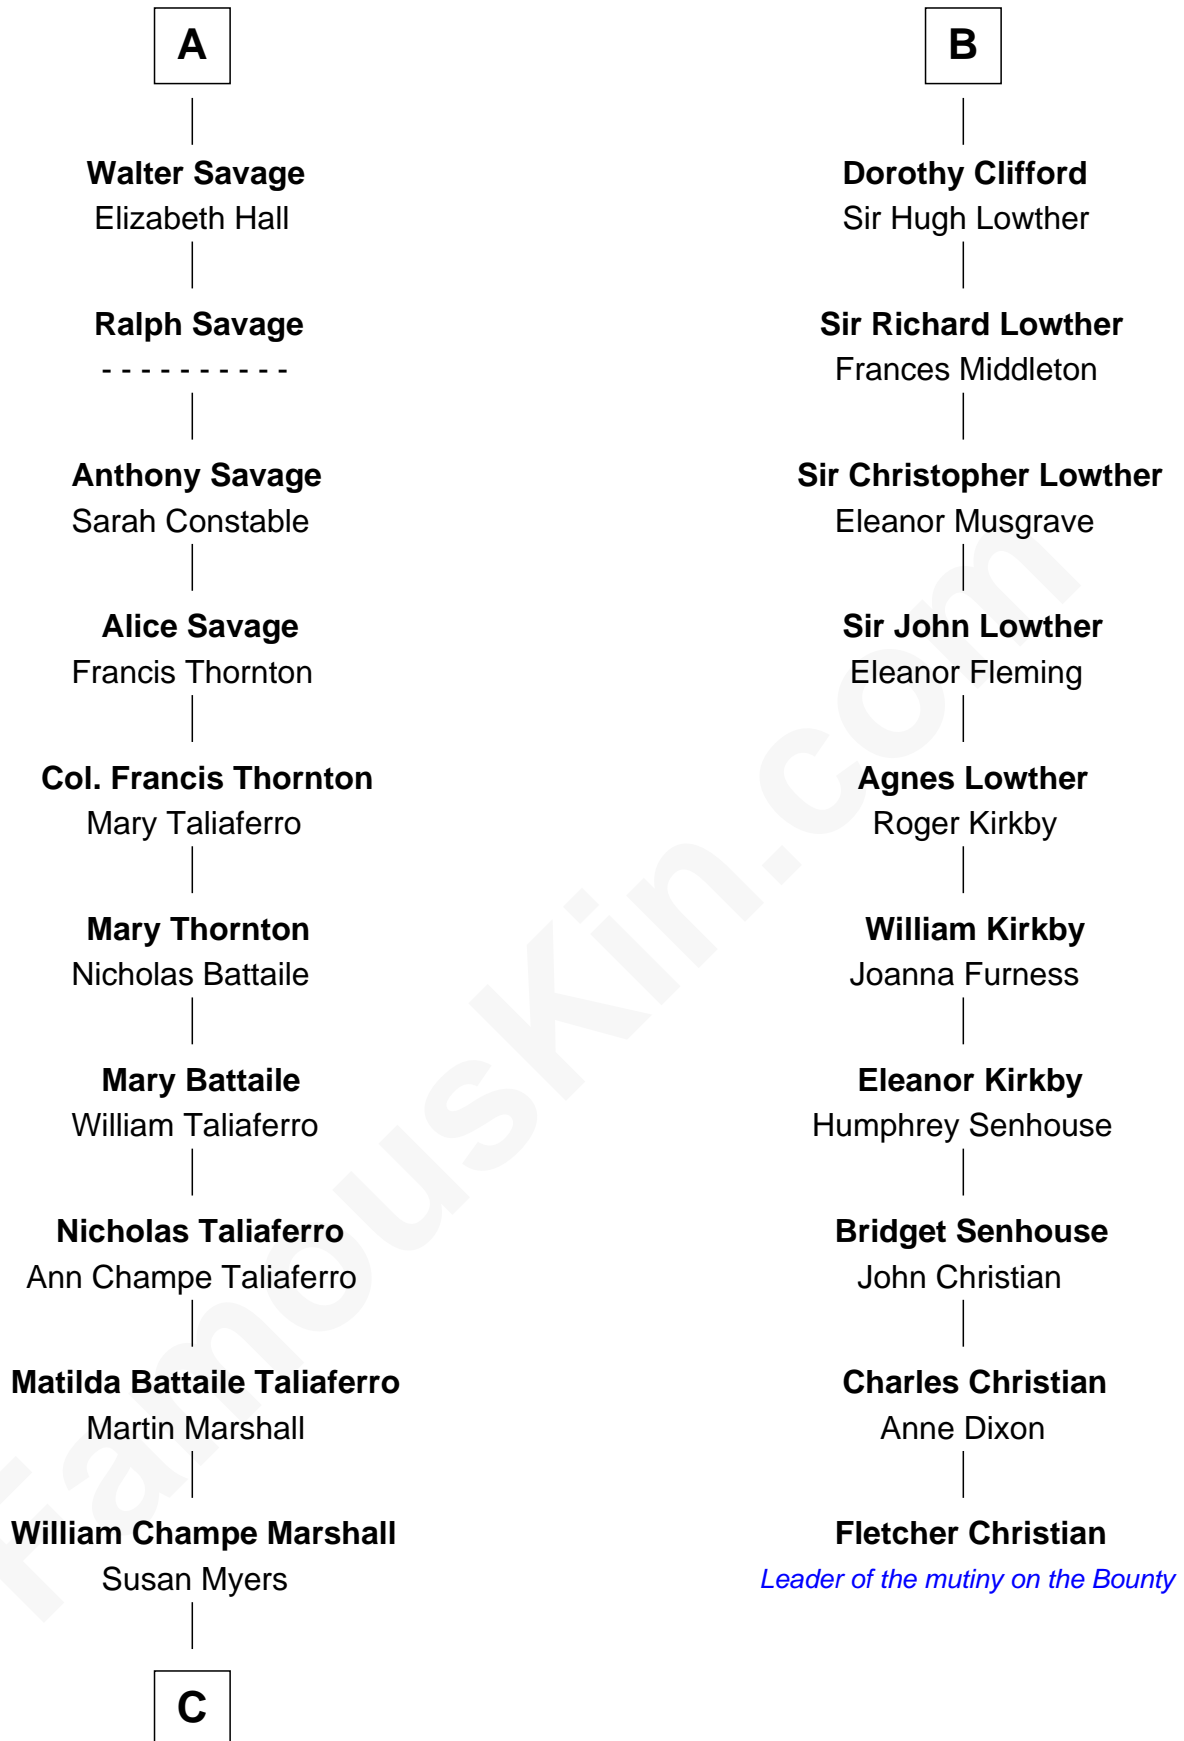 A
Walter Savage
Elizabeth Hall
Ralph Savage
- - - - - - - - - -
Anthony Savage
Sarah Constable
Alice Savage
Francis Thornton
Col. Francis Thornton
Mary Taliaferro
Mary Thornton
Nicholas Battaile
Mary Battaile
William Taliaferro
Nicholas Taliaferro
Ann Champe Taliaferro
Matilda Battaile Taliaferro
Martin Marshall
William Champe Marshall
Susan Myers
C
B
Dorothy Clifford
Sir Hugh Lowther
Sir Richard Lowther
Frances Middleton
Sir Christopher Lowther
Eleanor Musgrave
Sir John Lowther
Eleanor Fleming
Agnes Lowther
Roger Kirkby
William Kirkby
Joanna Furness
Eleanor Kirkby
Humphrey Senhouse
Bridget Senhouse
John Christian
Charles Christian
Anne Dixon
Fletcher Christian
Leader of the mutiny on the Bounty
FamousKin.com